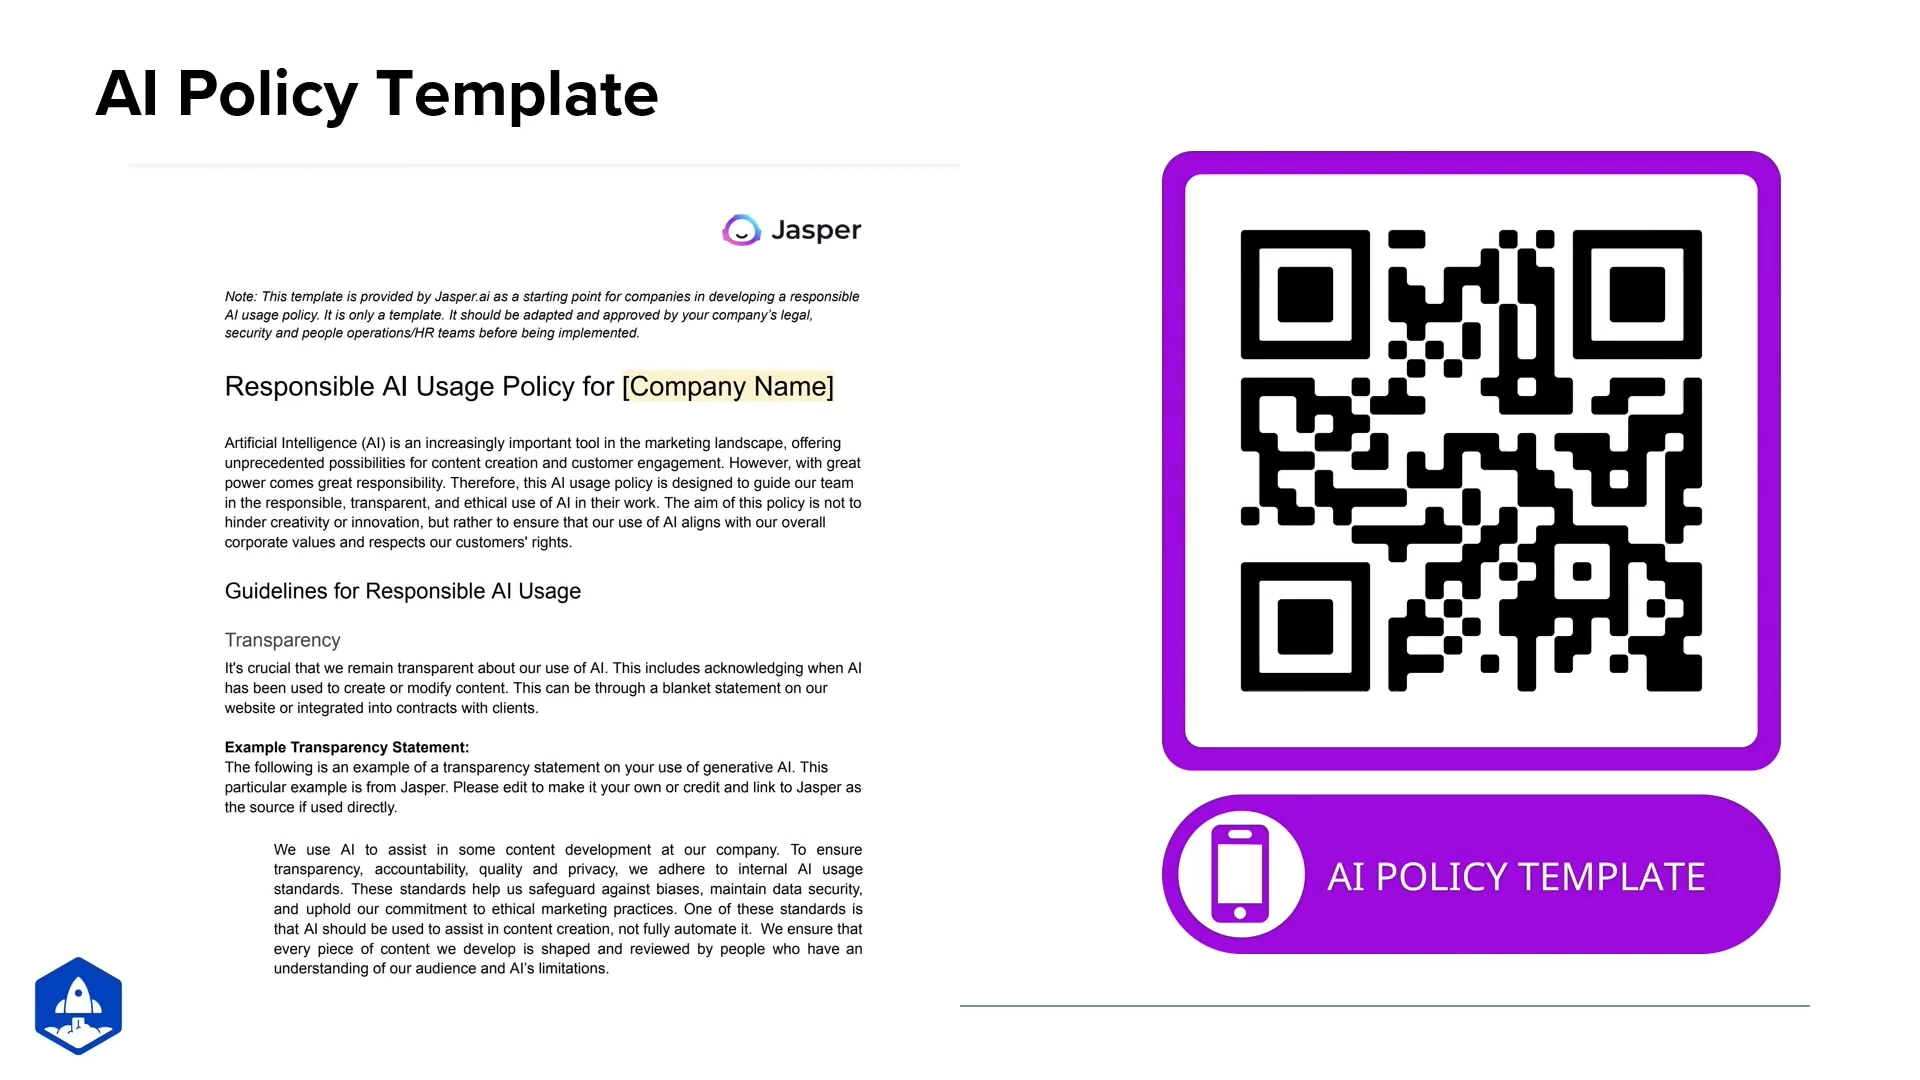 AI Policy Template
Jasper
Note: This template is provided by Jasper.ai as a starting point for companies in developing a responsible
AI usage policy. It is only a template. It should be adapted and approved by your company's legal,
security and people operations/HR teams before being implemented.
Responsible AI Usage Policy for [Company Name]
Artificial Intelligence (AI) is an increasingly important tool in the marketing landscape, offering
unprecedented possibilities for content creation and customer engagement. However, with great
power comes great responsibility. Therefore, this AI usage policy is designed to guide our team
in the responsible, transparent, and ethical use of AI in their work. The aim of this policy is not to
hinder creativity or innovation, but rather to ensure that our use of AI aligns with our overall
corporate values and respects our customers' rights.
Guidelines for Responsible AI Usage
Transparency
It's crucial that we remain transparent about our use of AI. This includes acknowledging when AI
has been used to create or modify content. This can be through a blanket statement on our
website or integrated into contracts with clients.
Example Transparency Statement:
The following is an example of a transparency statement on your use of generative AI. This
particular example is from Jasper. Please edit to make it your own or credit and link to Jasper as
the source if used directly.
We use AI to assist in some content development at our company. To ensure
transparency, accountability, quality and privacy, we adhere to internal AI usage
standards. These standards help us safeguard against biases, maintain data security,
and uphold our commitment to ethical marketing practices. One of these standards is
that AI should be used to assist in content creation, not fully automate it. We ensure that
every piece of content we develop is shaped and reviewed by people who have an
understanding of our audience and AI's limitations.
AI POLICY TEMPLATE